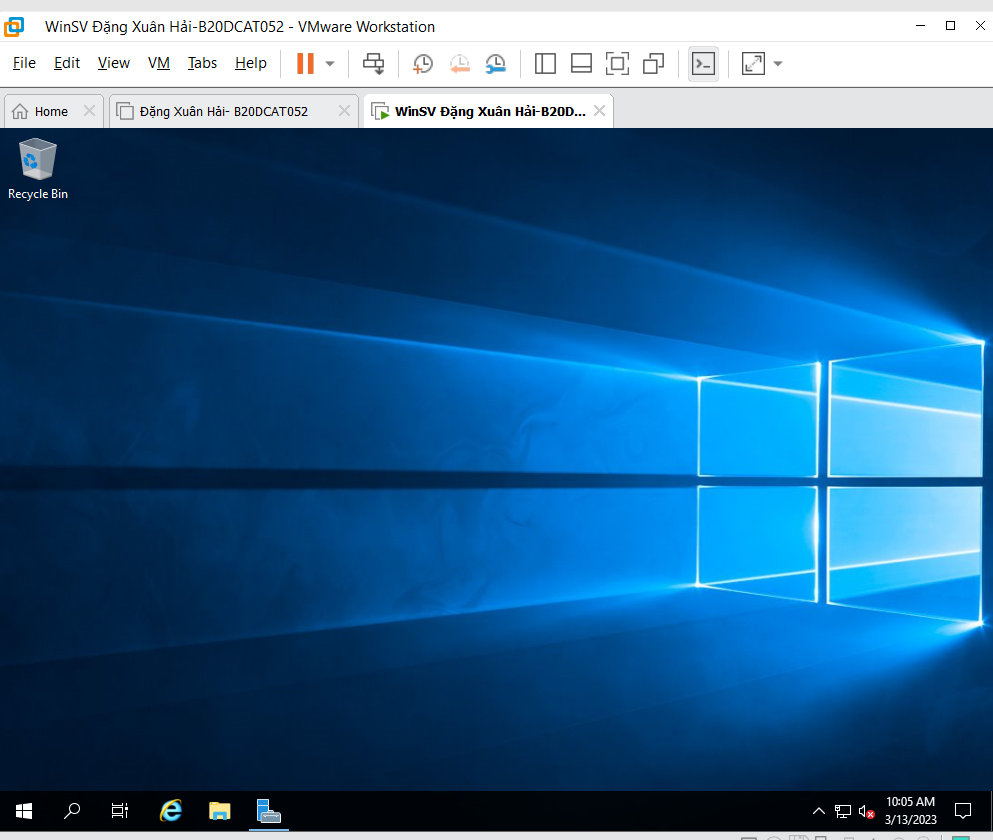 WinSV Đặng Xuân Hải-B20DCAT052 - VMware Workstation
File Edit View VM Tabs Help
Home Đặng Xuân Hải- B20DCAT052 WinSV Đặng Xuân Hải-B20D...
Recycle Bin
10:05 AM
3/13/2023